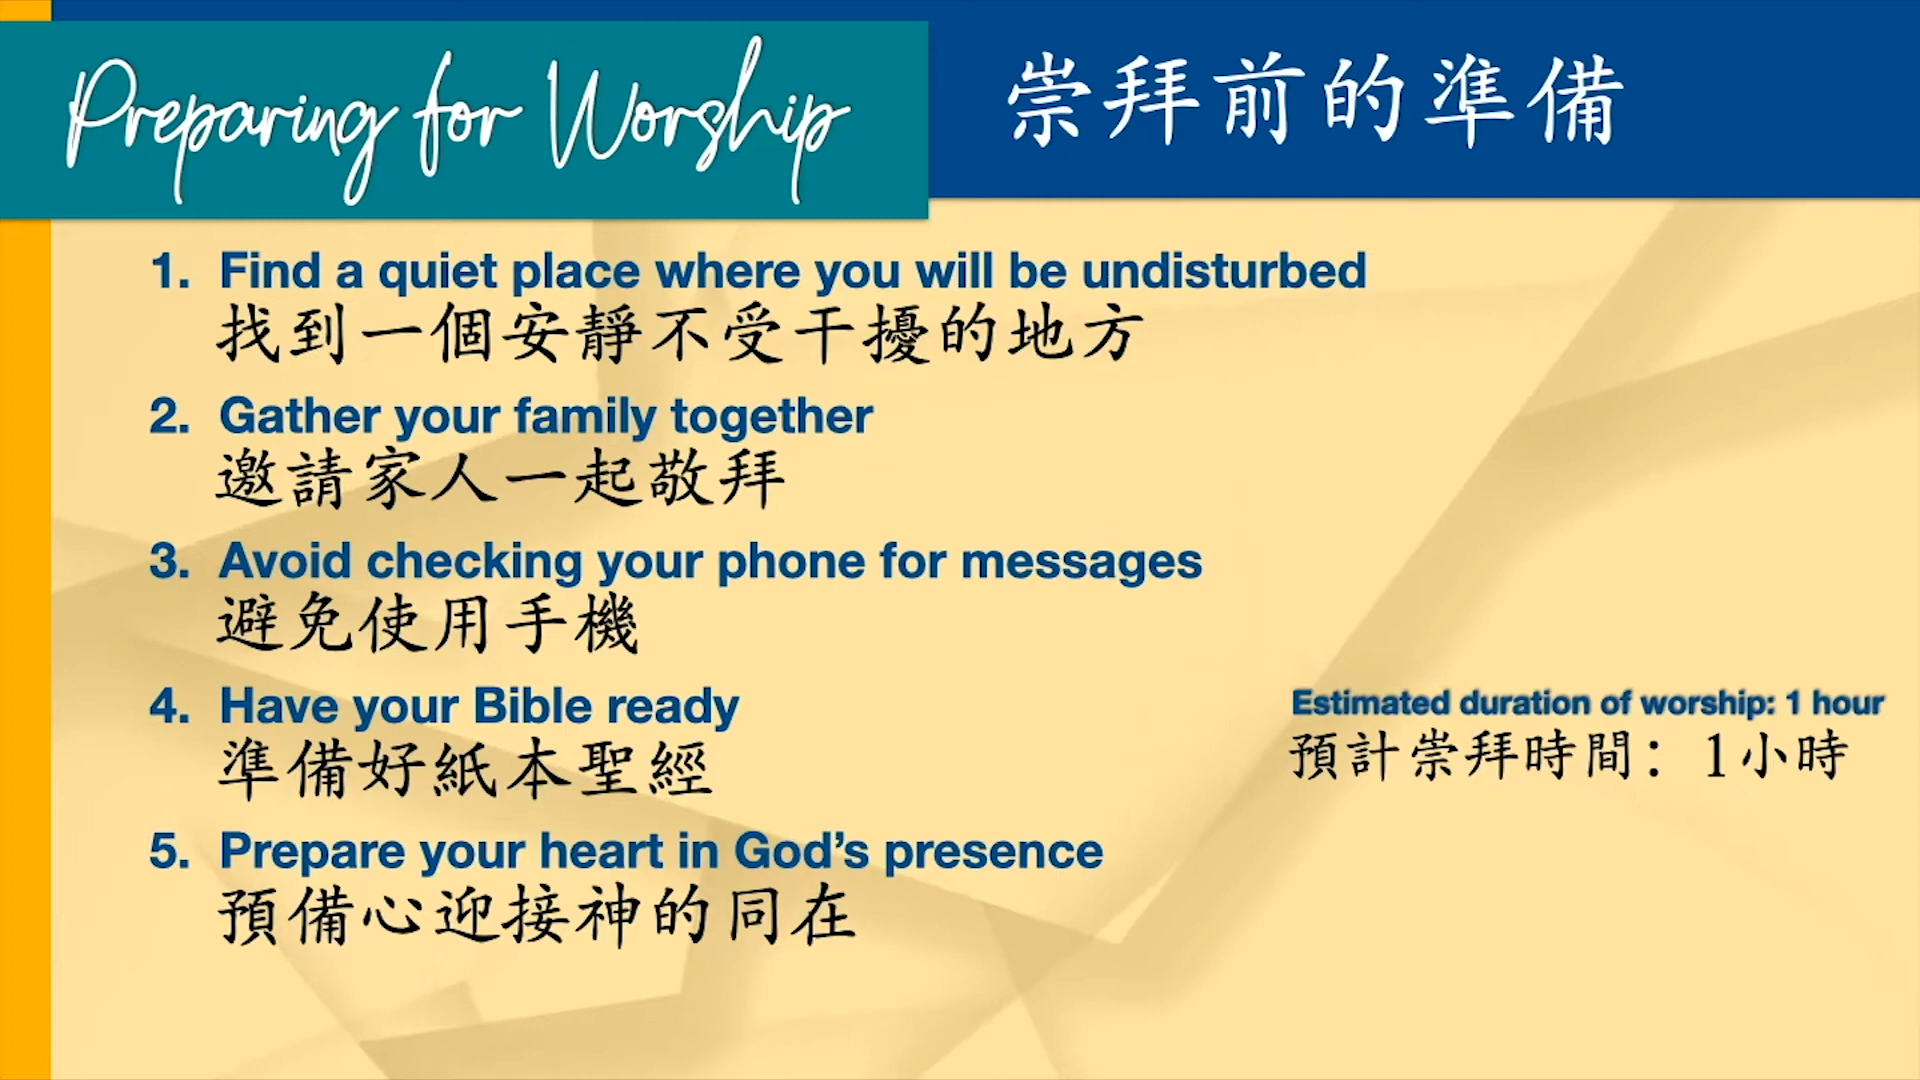 Preparing for Worship
崇拜前的準備
1. Find a quiet place where you will be undisturbed
找到一個安靜不受干擾的地方
2. Gather your family together
邀請家人一起敬拜
3. Avoid checking your phone for messages
避免使用手機
4. Have your Bible ready
準備好紙本聖經
5. Prepare your heart in God’s presence
預備心迎接神的同在
Estimated duration of worship: 1 hour
預計崇拜時間：1小時